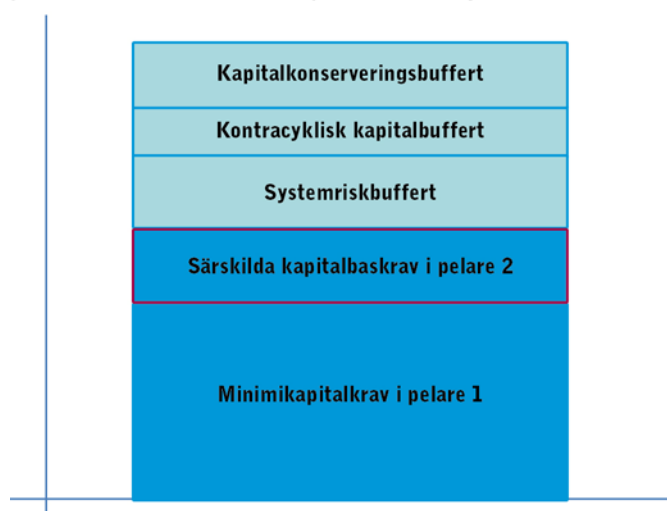 Kapitalkonserveringsbuffert
Kontracyklisk kapitalbuffert
Systemriskbuffert
Särskilda kapitalbaskrav i pelare 2
Minimikapitalkrav i pelare 1